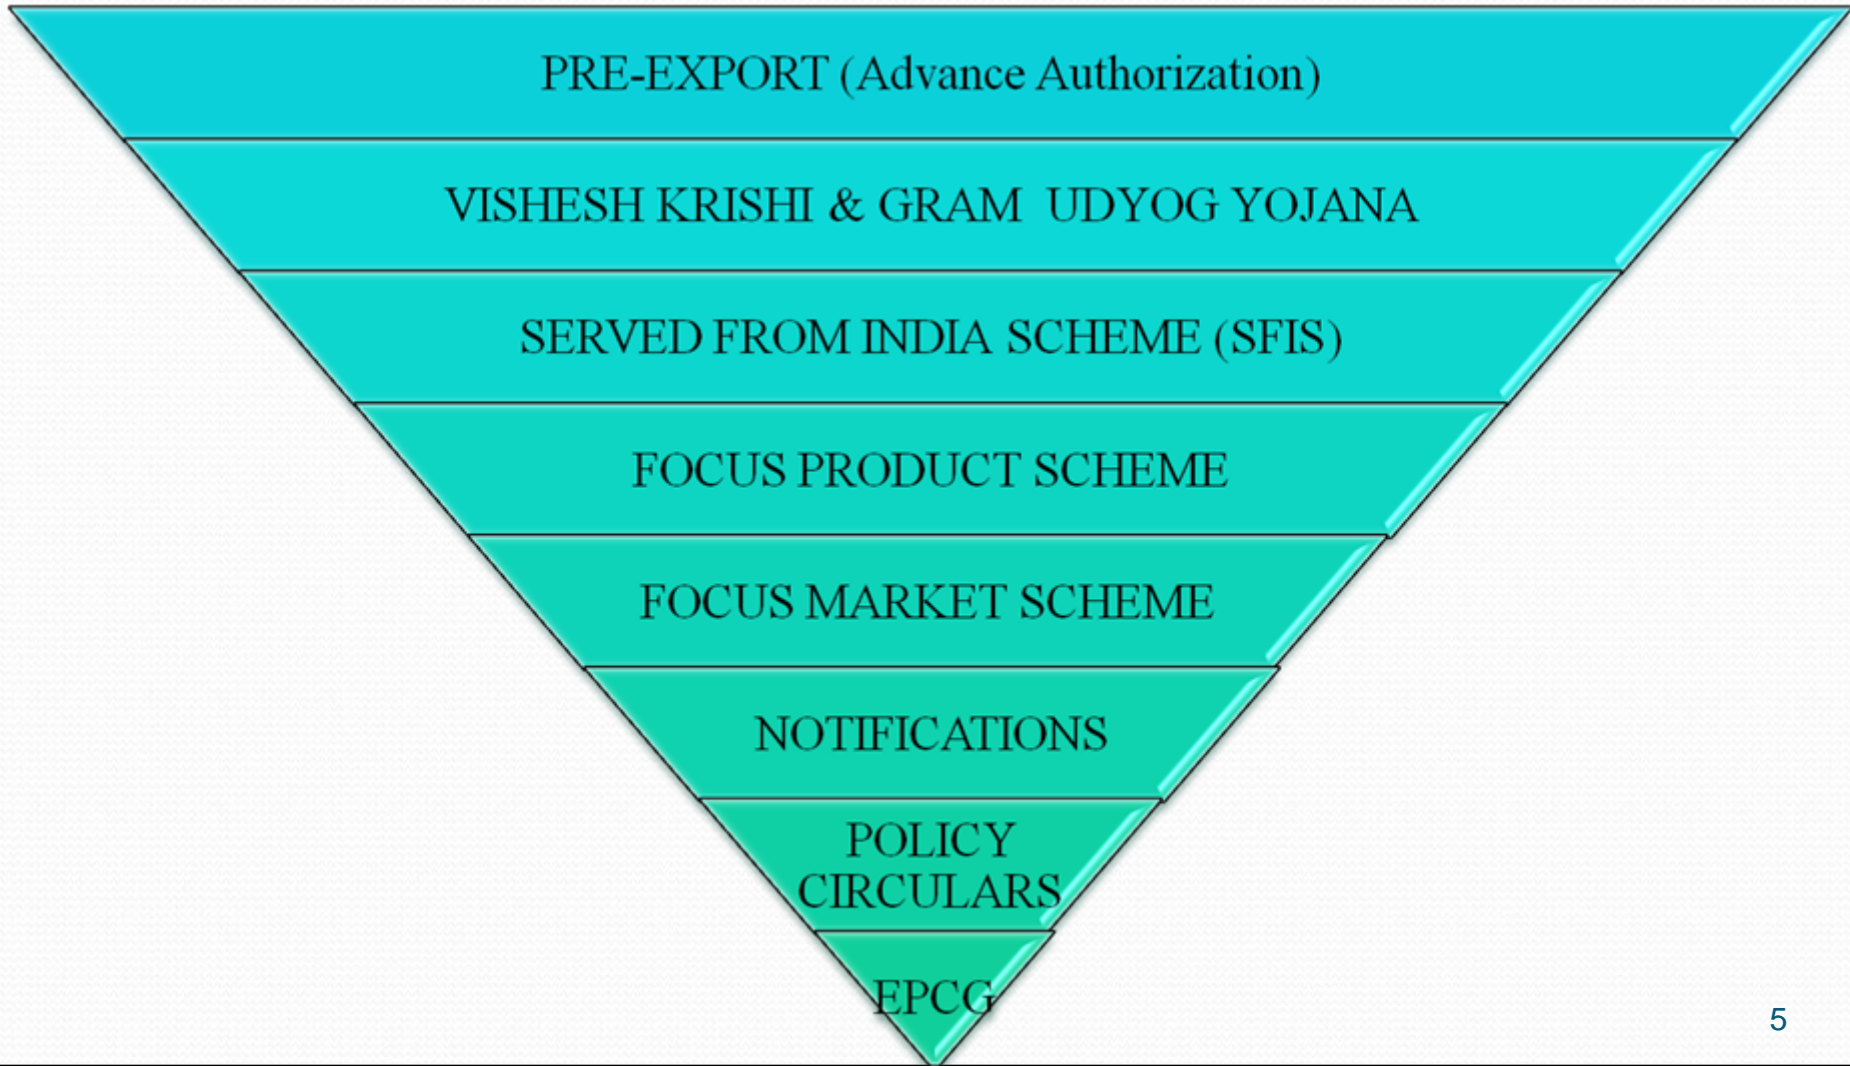 PRE-EXPORT (Advance Authorization)
VISHESH KRISHI & GRAM UDYOG YOJANA
SERVED FROM INDIA SCHEME (SFIS)
FOCUS PRODUCT SCHEME
FOCUS MARKET SCHEME
NOTIFICATIONS
POLICY
CIRCULARS
EPCG
5